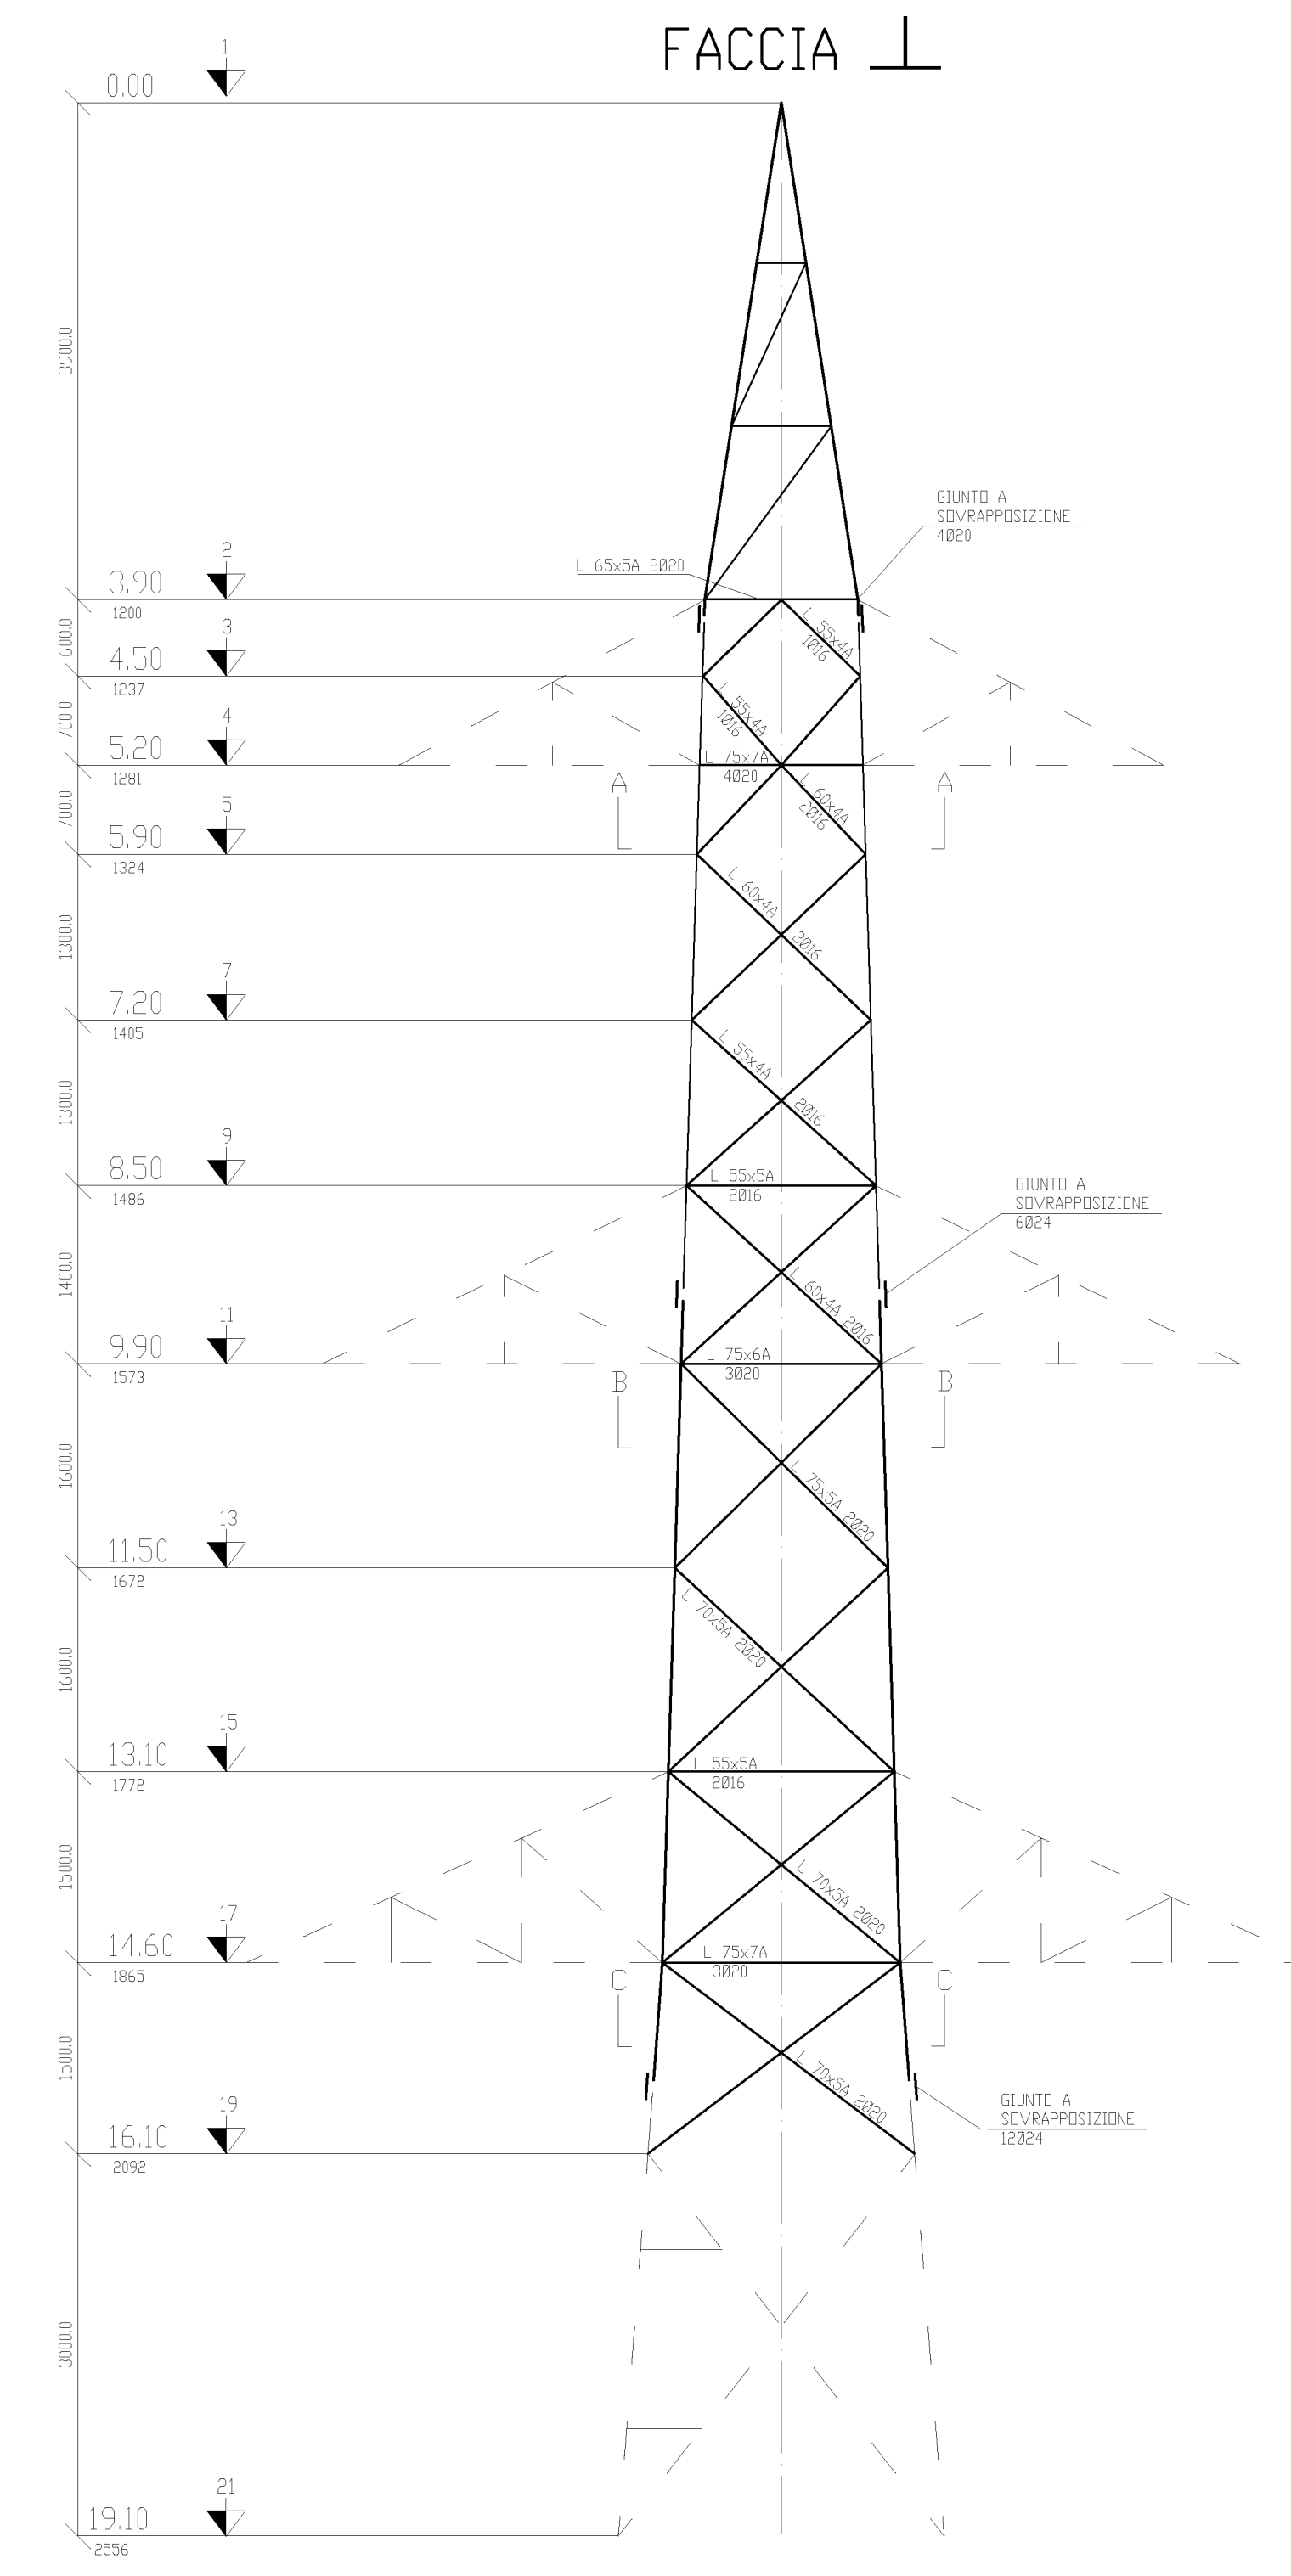 FACCIA ⊥
1
0.00
3900.0
GIUNTO A
SOVRAPPOSIZIONE
4Ø20
L 65x5A 2Ø20
2
3.90
1200
600.0
L 55x4A
1Ø16
3
4.50
1237
700.0
L 55x4A
1Ø16
4
5.20
1281
L 75x7A
4Ø20
A
A
700.0
L 60x4A
2Ø16
5
5.90
1324
1300.0
L 60x4A
2Ø16
7
7.20
1405
1300.0
L 55x4A
2Ø16
9
8.50
1486
L 55x5A
2Ø16
GIUNTO A
SOVRAPPOSIZIONE
6Ø24
1400.0
L 60x4A 2Ø16
11
9.90
1573
L 75x6A
3Ø20
B
B
1600.0
L 75x5A 2Ø20
13
11.50
1672
1600.0
L 70x5A 2Ø20
15
13.10
1772
L 55x5A
2Ø16
1500.0
L 70x5A 2Ø20
17
14.60
1865
L 75x7A
3Ø20
C
C
1500.0
L 70x5A 2Ø20
GIUNTO A
SOVRAPPOSIZIONE
12Ø24
19
16.10
2092
3000.0
21
19.10
2556